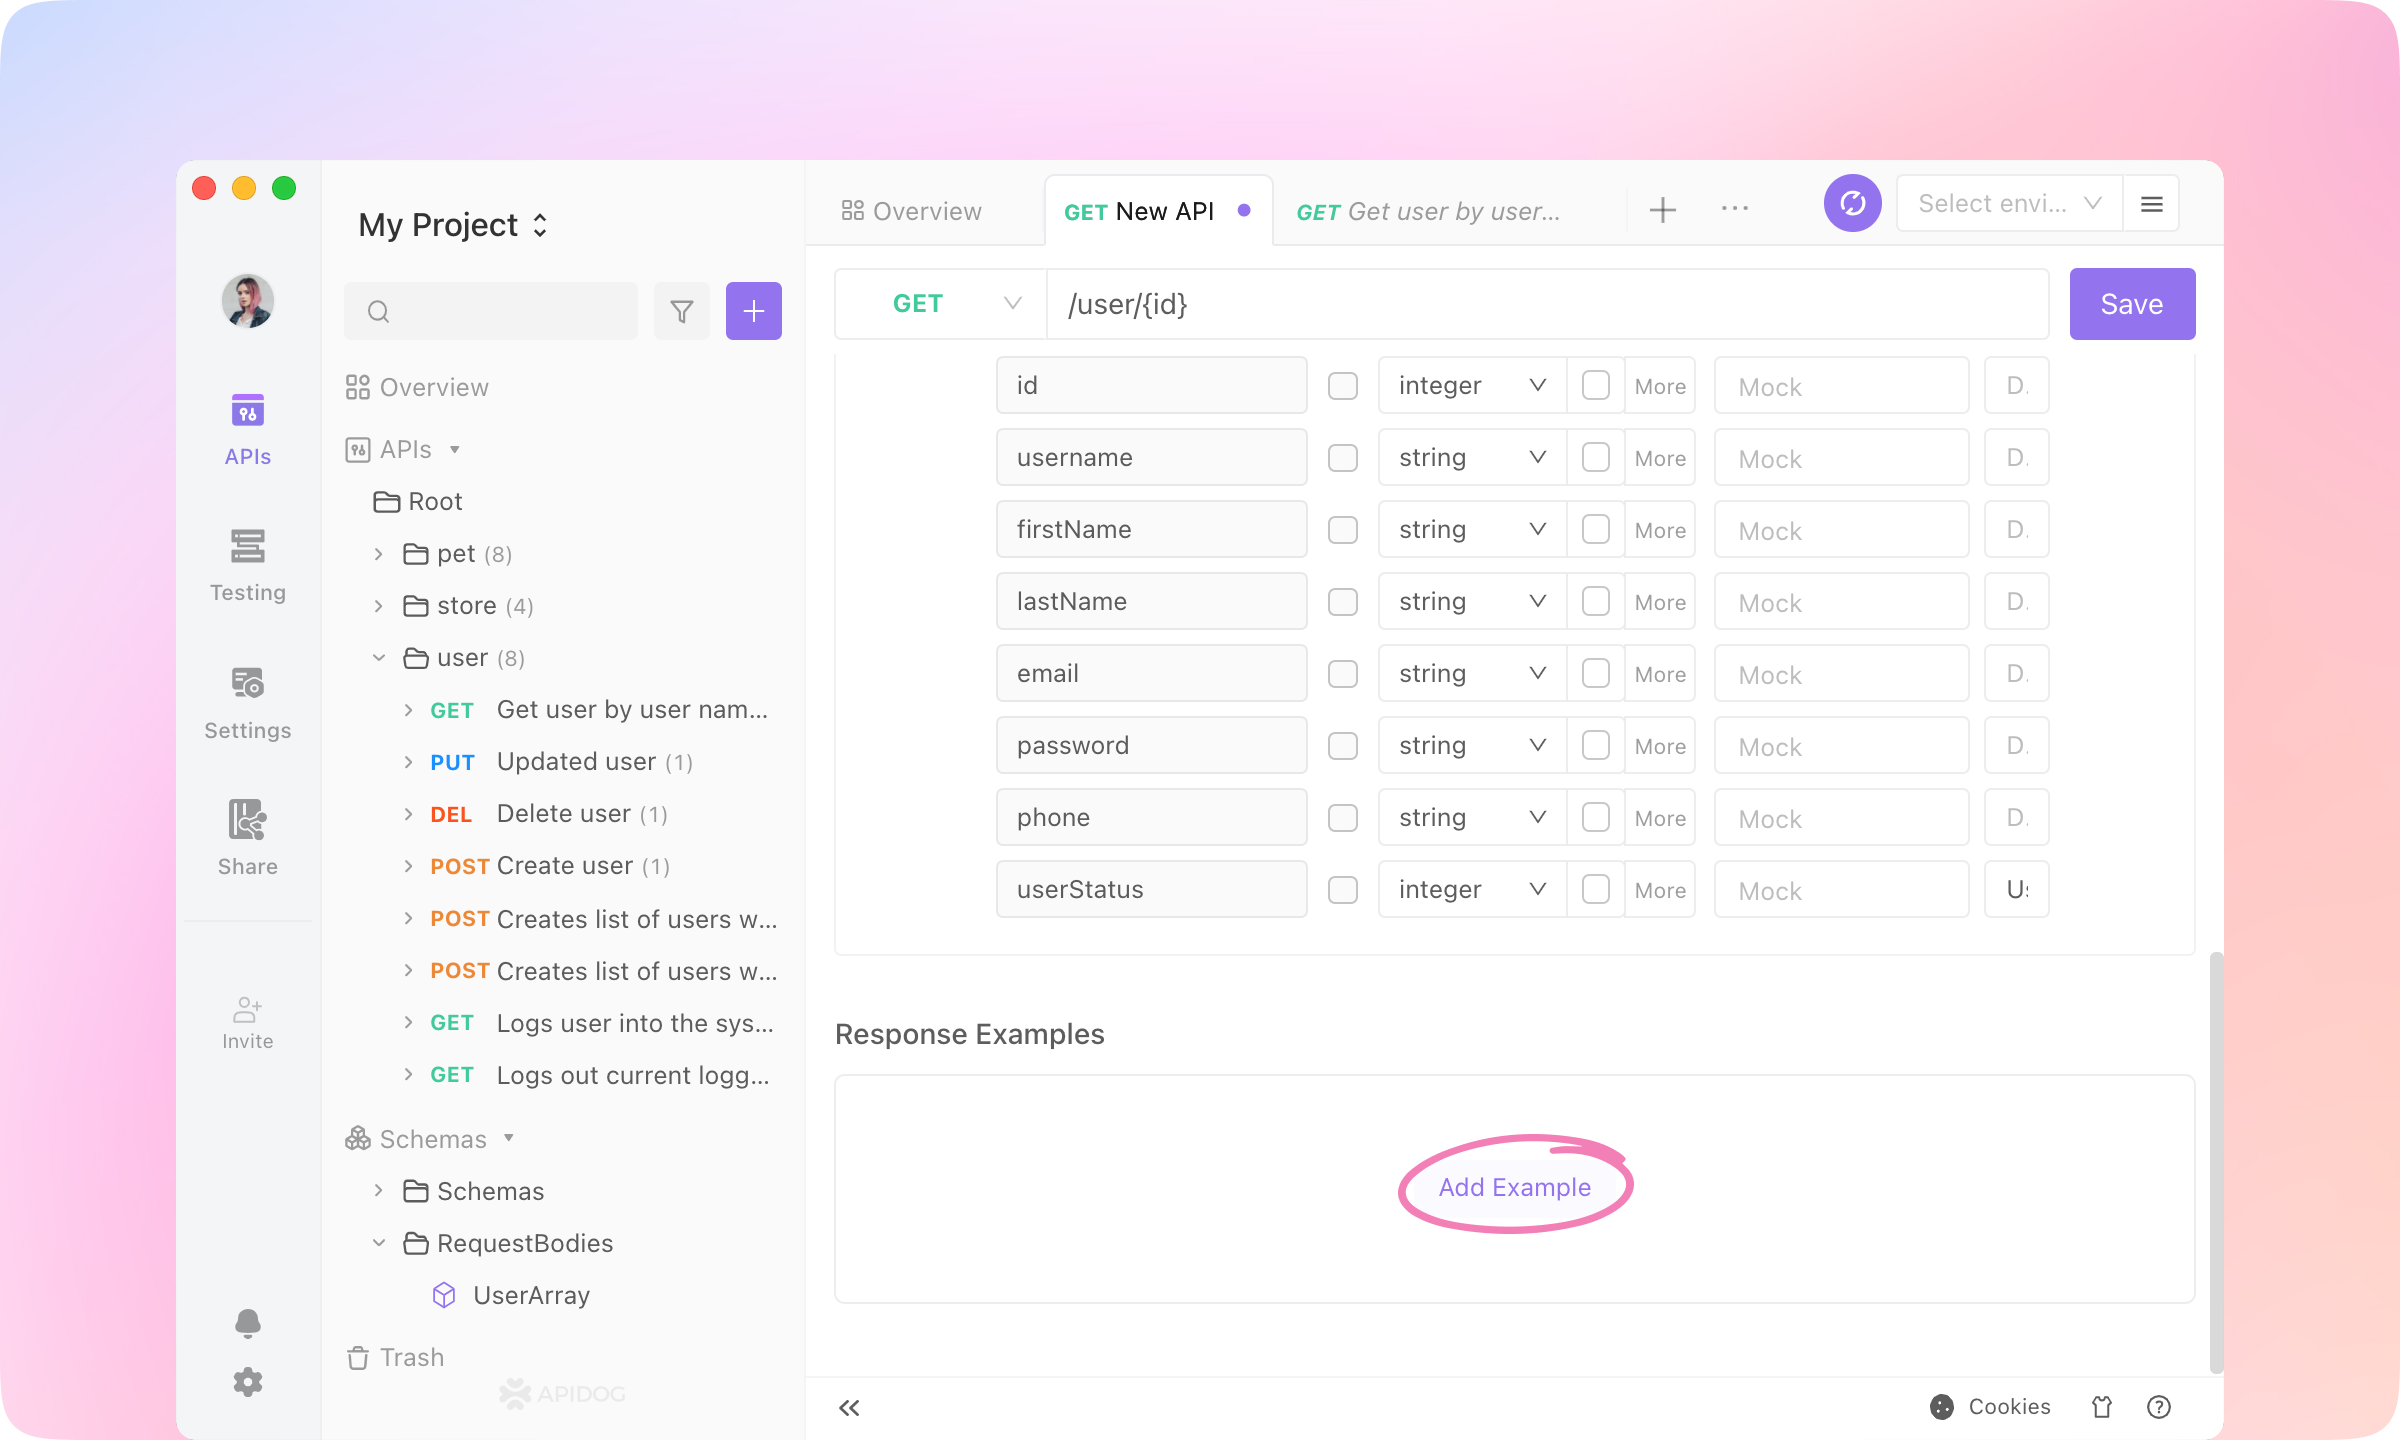 My Project
APIs
Testing
Settings
Share
Invite
Overview
APIs
Root
pet (8)
store (4)
user (8)
GET Get user by user nam...
PUT Updated user (1)
DEL Delete user (1)
POST Create user (1)
POST Creates list of users w...
POST Creates list of users w...
GET Logs user into the sys...
GET Logs out current logg...
Schemas
Schemas
RequestBodies
UserArray
Trash
APIDOG
Overview
GET New API
GET Get user by user...
Select envi...
GET /user/{id}
Save
id integer More Mock D.
username string More Mock D.
firstName string More Mock D.
lastName string More Mock D.
email string More Mock D.
password string More Mock D.
phone string More Mock D.
userStatus integer More Mock
Response Examples
Add Example
Cookies